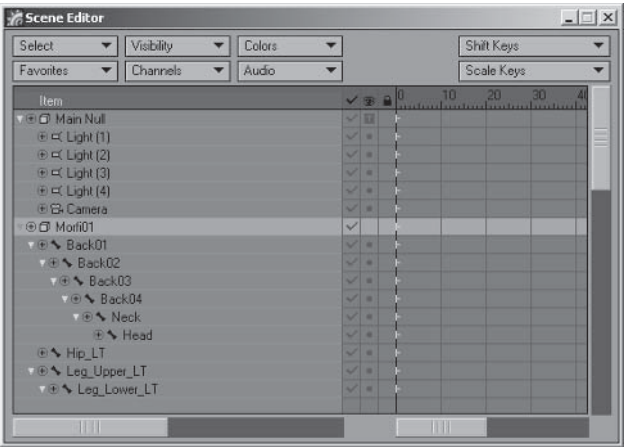 Scene Editor
Select Visibility Colors Shift Keys
Favorites Channels Audio Scale Keys
Item 0 10 20 30 40
Main Null
Light (1)
Light (2)
Light (3)
Light (4)
Camera
Morfi01
Back01
Back02
Back03
Back04
Neck
Head
Hip_LT
Leg_Upper_LT
Leg_Lower_LT